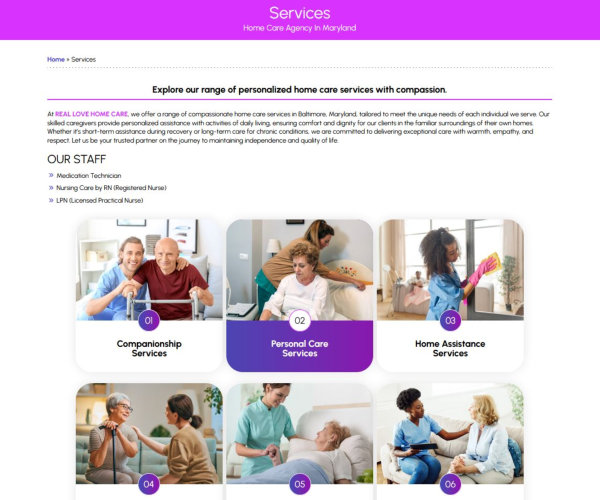 Services
Home Care Agency In Maryland
Home » Services
Explore our range of personalized home care services with compassion.
At REAL LOVE HOME CARE, we offer a range of compassionate home care services in Baltimore, Maryland, tailored to meet the unique needs of each individual we serve. Our
skilled caregivers provide personalized assistance with activities of daily living, ensuring comfort and dignity for our clients in the familiar surroundings of their own homes.
Whether it's short-term assistance during recovery or long-term care for chronic conditions, we are committed to delivering exceptional care with warmth, empathy, and
respect. Let us be your trusted partner on the journey to maintaining independence and quality of life.
OUR STAFF
» Medication Technician
» Nursing Care by RN (Registered Nurse)
» LPN (Licensed Practical Nurse)
01
02
03
Companionship
Services
Personal Care
Services
Home Assistance
Services
04
05
06